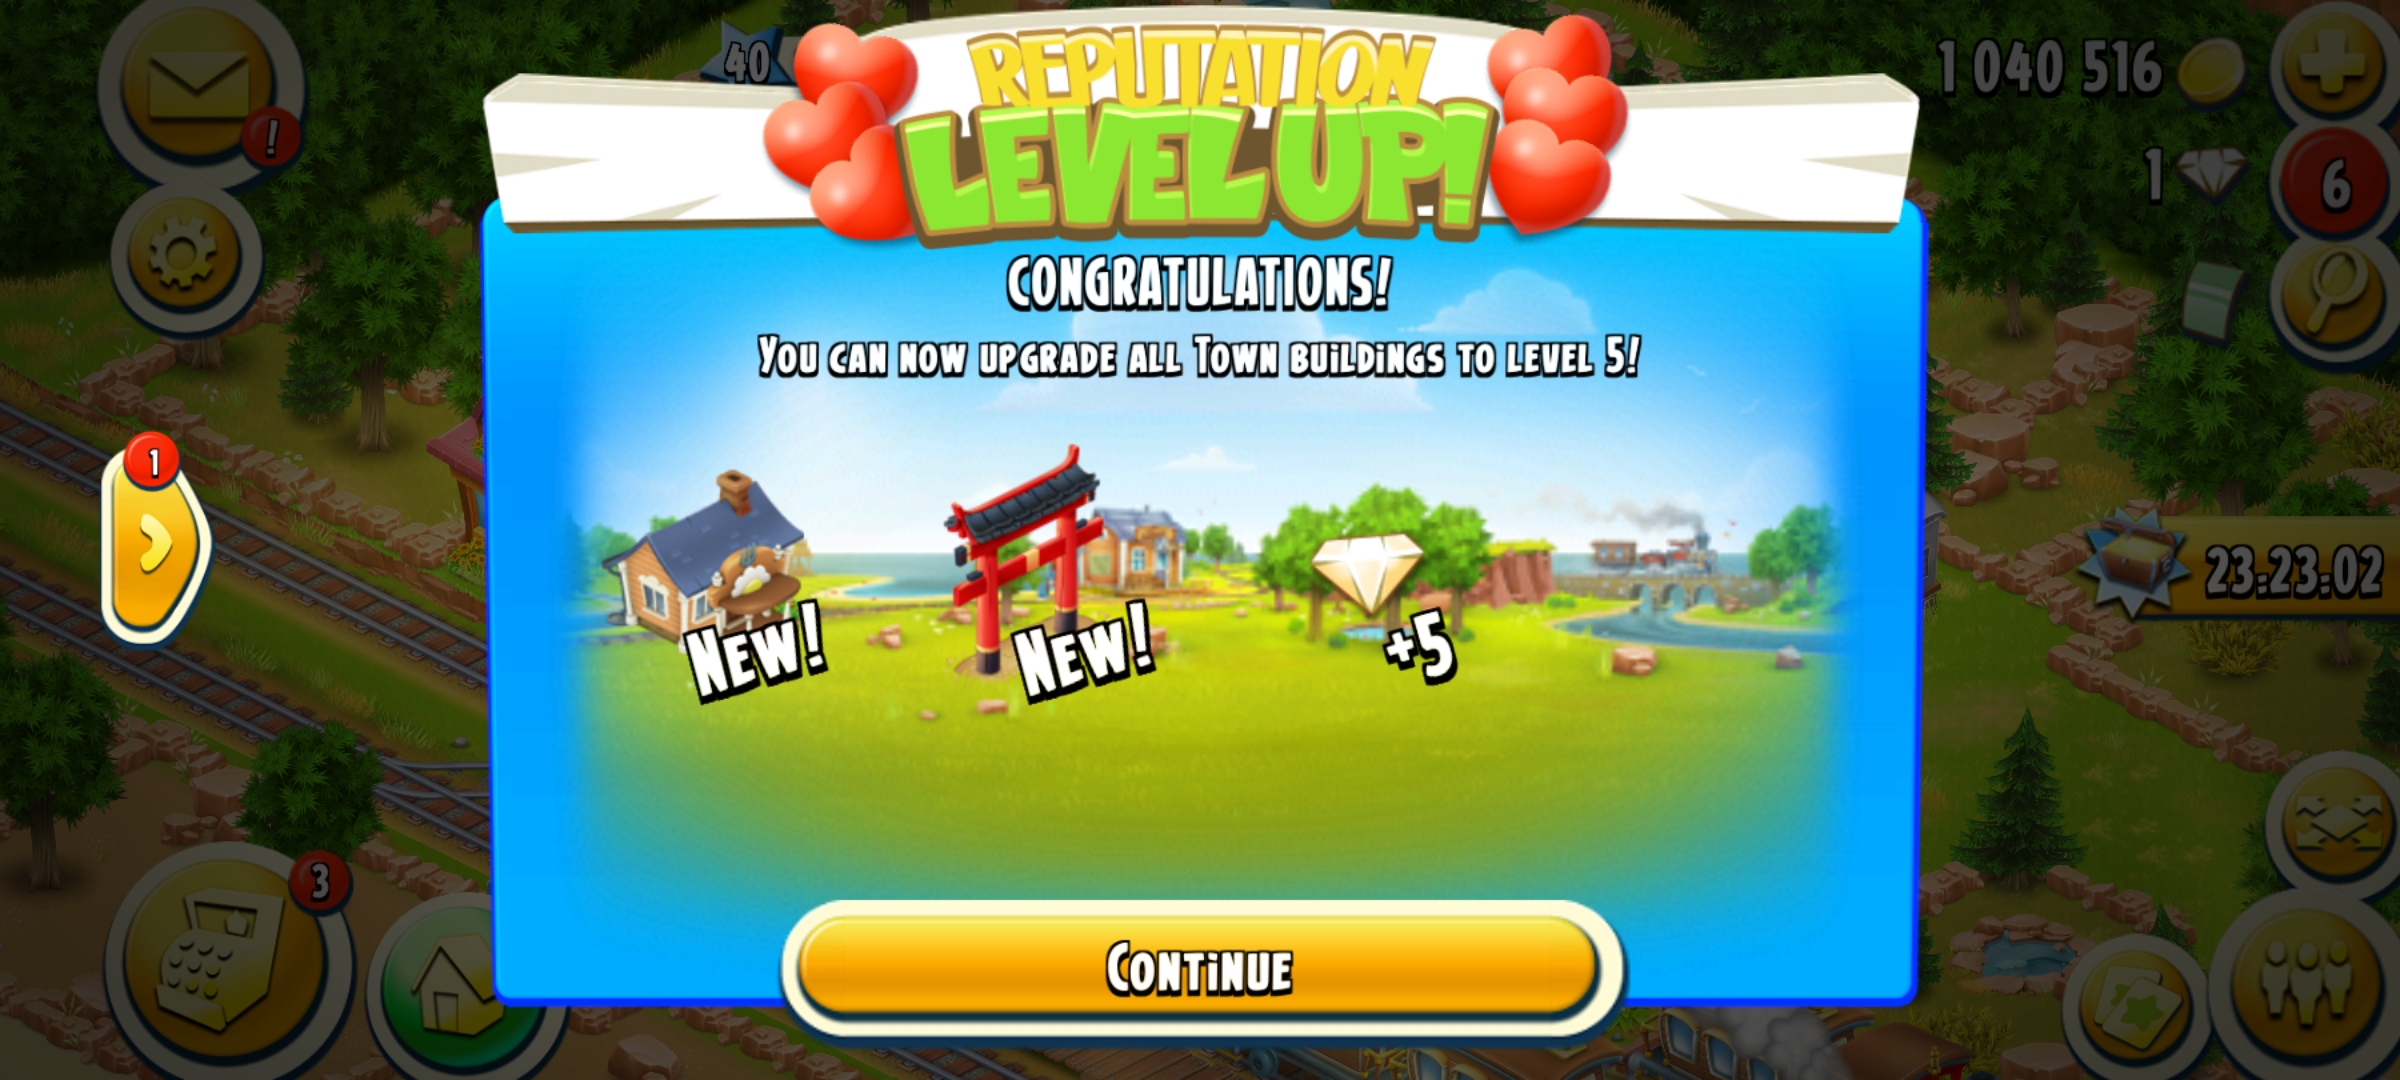 40
REPUTATION
LEVEL UP!
1 040 516
!
1
6
CONGRATULATIONS!
You can now upgrade all Town buildings to level 5!
1
23:23:02
New!
New!
+5
3
Continue